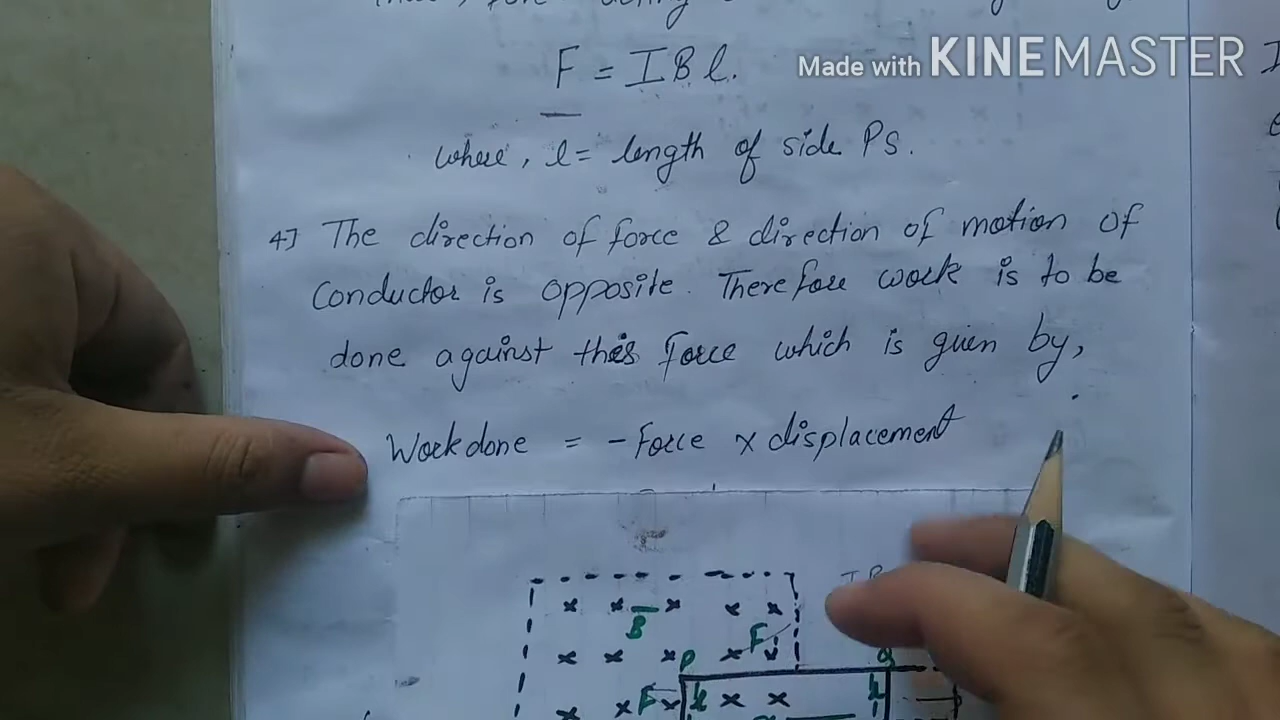 F = I B l.
Made with KINEMASTER
where, l = length of side PS.
4] The direction of force & direction of motion of
Conductor is opposite. Therefore work is to be
done against this Force which is given by,
Workdone = - Force × displacement
B
F
P
Q
F